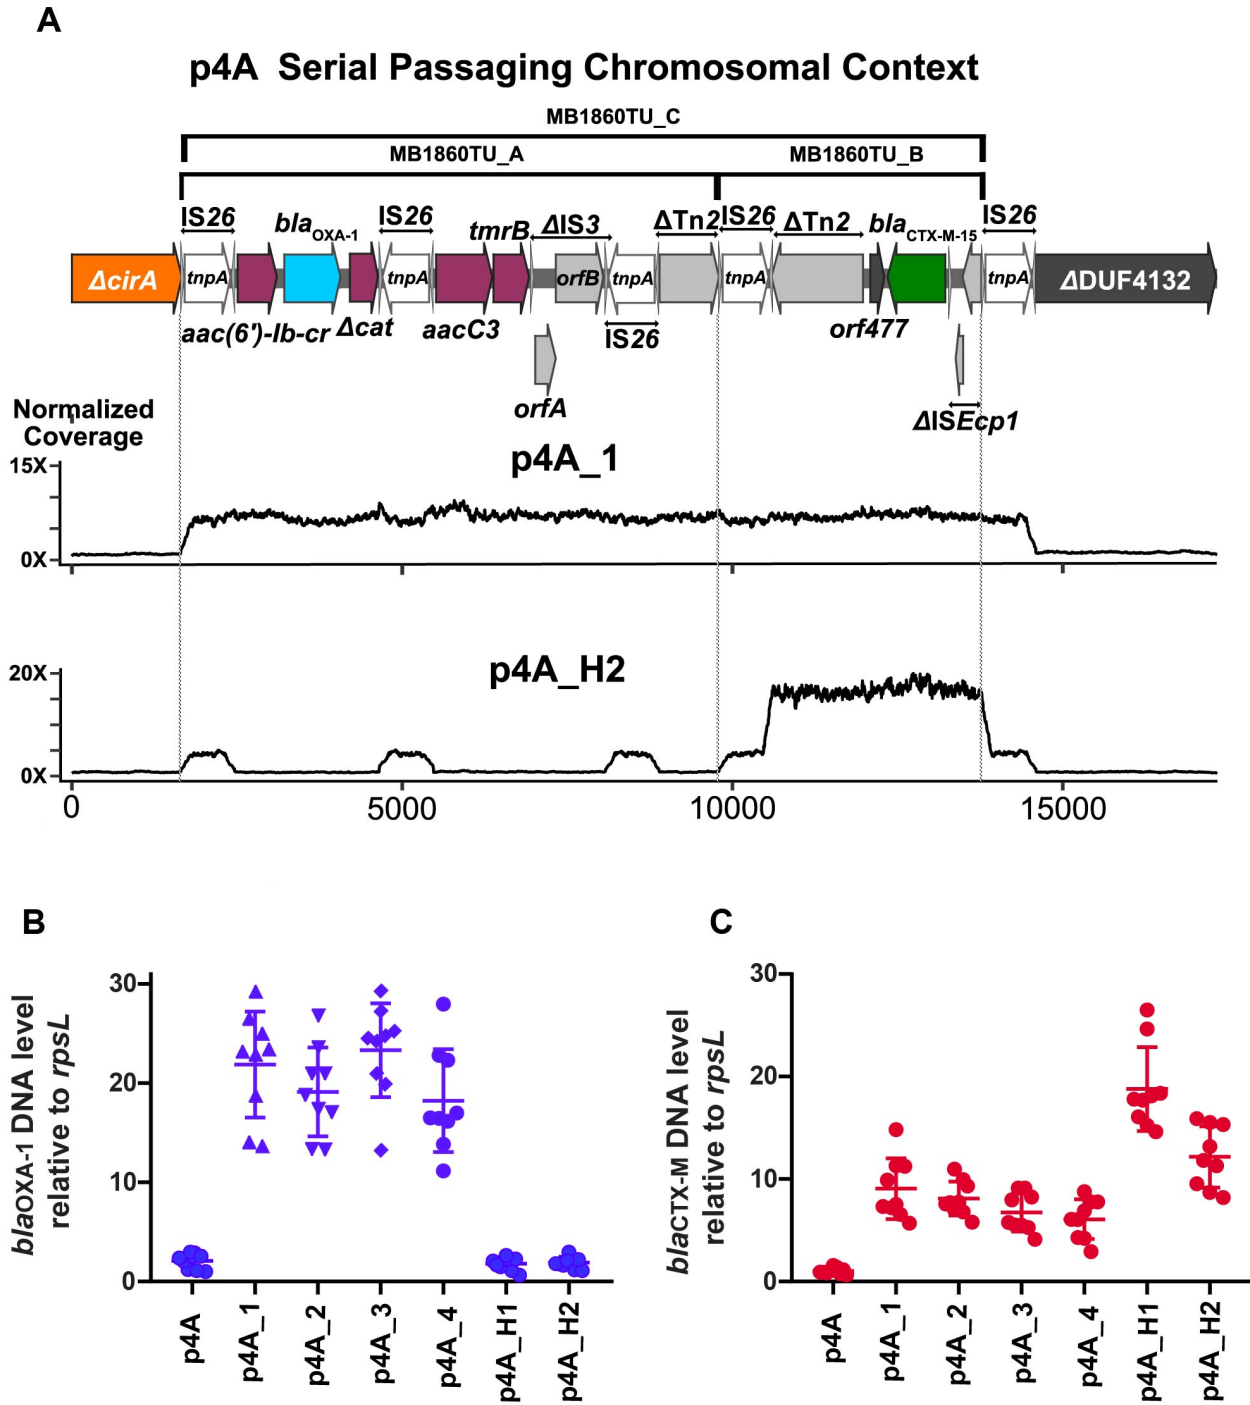 A
p4A Serial Passaging Chromosomal Context
MB1860TU_C
MB1860TU_A MB1860TU_B
IS26 blaOXA-1 IS26 tmrB ΔIS3 ΔTn2 IS26 ΔTn2 blaCTX-M-15 IS26
ΔcirA tnpA tnpA orfB tnpA tnpA tnpA ΔDUF4132
aac(6')-Ib-cr Δcat aacC3 IS26 orf477
orfA ΔISEcp1
Normalized
Coverage
p4A_1
15X
0X
p4A_H2
20X
0X
0 5000 10000 15000
B
blaOXA-1 DNA level
relative to rpsL
30
20
10
0
p4A p4A_1 p4A_2 p4A_3 p4A_4 p4A_H1 p4A_H2
C
blaCTX-M DNA level
relative to rpsL
30
20
10
0
p4A p4A_1 p4A_2 p4A_3 p4A_4 p4A_H1 p4A_H2